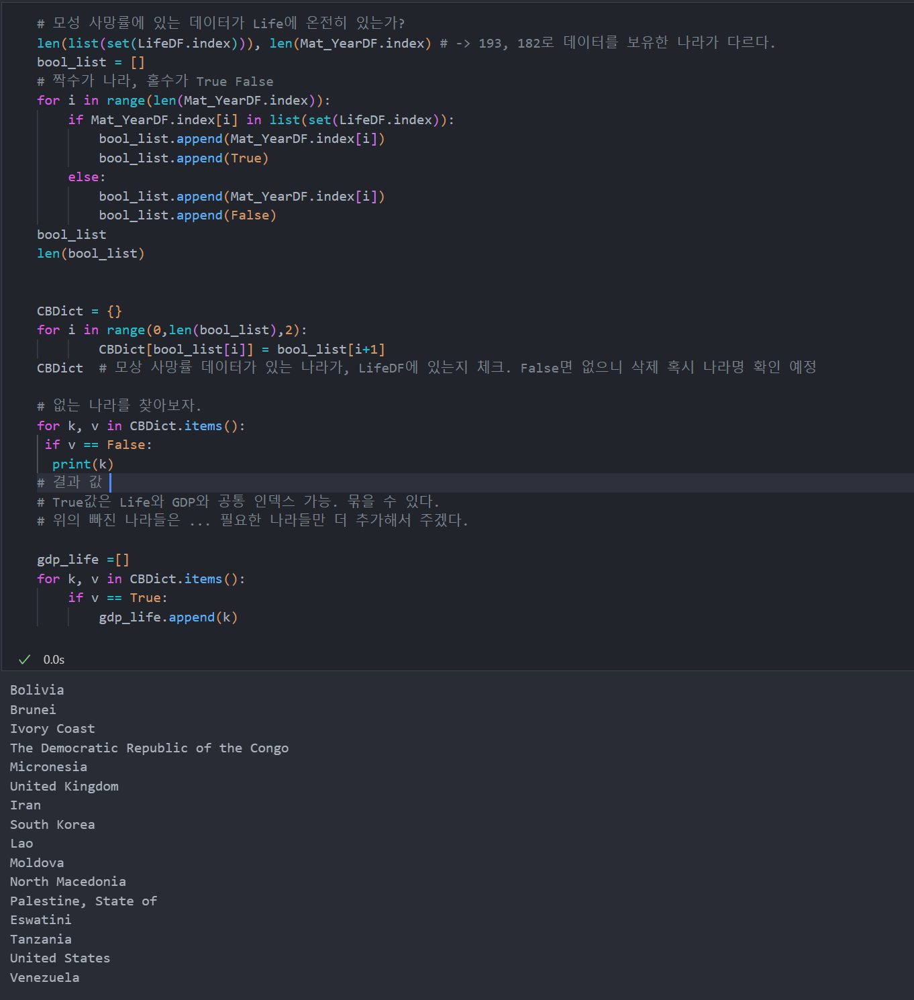 # 모성 사망률에 있는 데이터가 Life에 온전히 있는가?
len(list(set(LifeDF.index))), len(Mat_YearDF.index) # -> 193, 182로 데이터를 보유한 나라가 다르다.
bool_list = []
# 짝수가 나라, 홀수가 True False
for i in range(len(Mat_YearDF.index)):
    if Mat_YearDF.index[i] in list(set(LifeDF.index)):
        bool_list.append(Mat_YearDF.index[i])
        bool_list.append(True)
    else:
        bool_list.append(Mat_YearDF.index[i])
        bool_list.append(False)
bool_list
len(bool_list)
CBDict = {}
for i in range(0,len(bool_list),2):
        CBDict[bool_list[i]] = bool_list[i+1]
CBDict  # 모상 사망률 데이터가 있는 나라가, LifeDF에 있는지 체크. False면 없으니 삭제 혹시 나라명 확인 예정
# 없는 나라를 찾아보자.
for k, v in CBDict.items():
 if v == False:
  print(k)
# 결과 값
# True값은 Life와 GDP와 공통 인덱스 가능. 묶을 수 있다.
# 위의 빠진 나라들은 ... 필요한 나라들만 더 추가해서 주겠다.
gdp_life =[]
for k, v in CBDict.items():
    if v == True:
        gdp_life.append(k)
0.0s
Bolivia
Brunei
Ivory Coast
The Democratic Republic of the Congo
Micronesia
United Kingdom
Iran
South Korea
Lao
Moldova
North Macedonia
Palestine, State of
Eswatini
Tanzania
United States
Venezuela